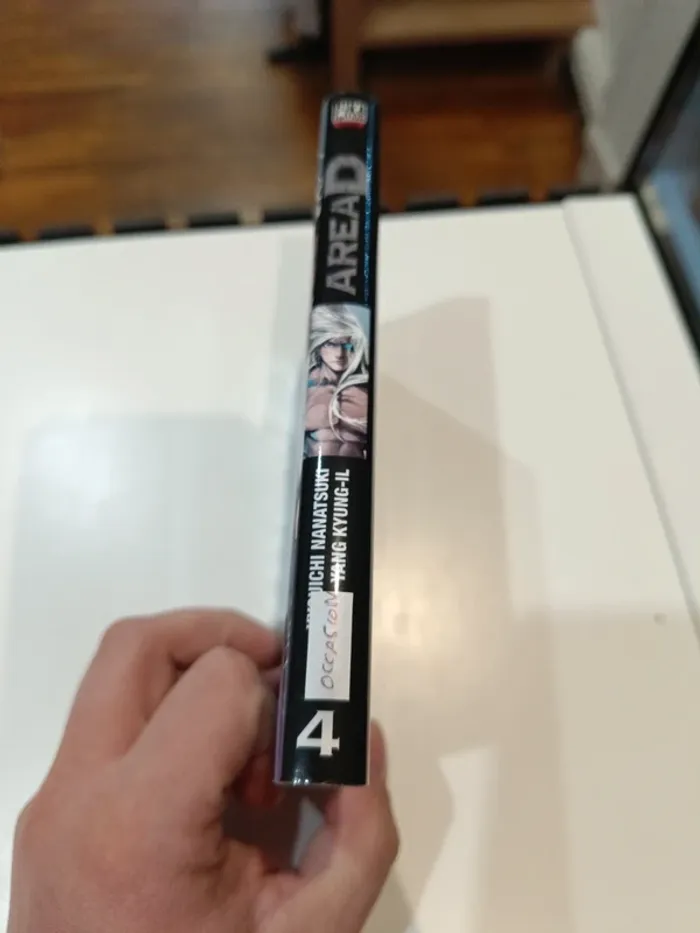 AREA D
NANATSUKI
YANG KYUNG-IL
OCCASION
4